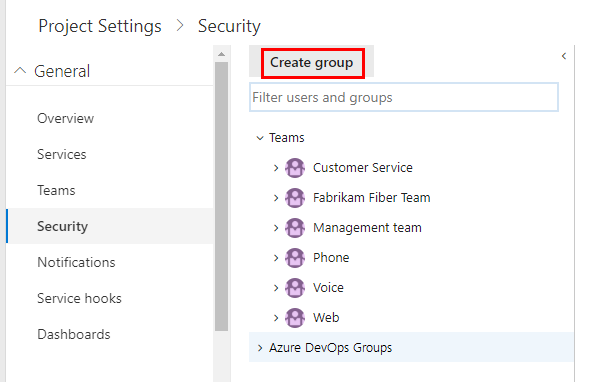 Project Settings > Security
General
Overview
Services
Teams
Security
Notifications
Service hooks
Dashboards
Create group
Filter users and groups
Teams
Customer Service
Fabrikam Fiber Team
Management team
Phone
Voice
Web
Azure DevOps Groups